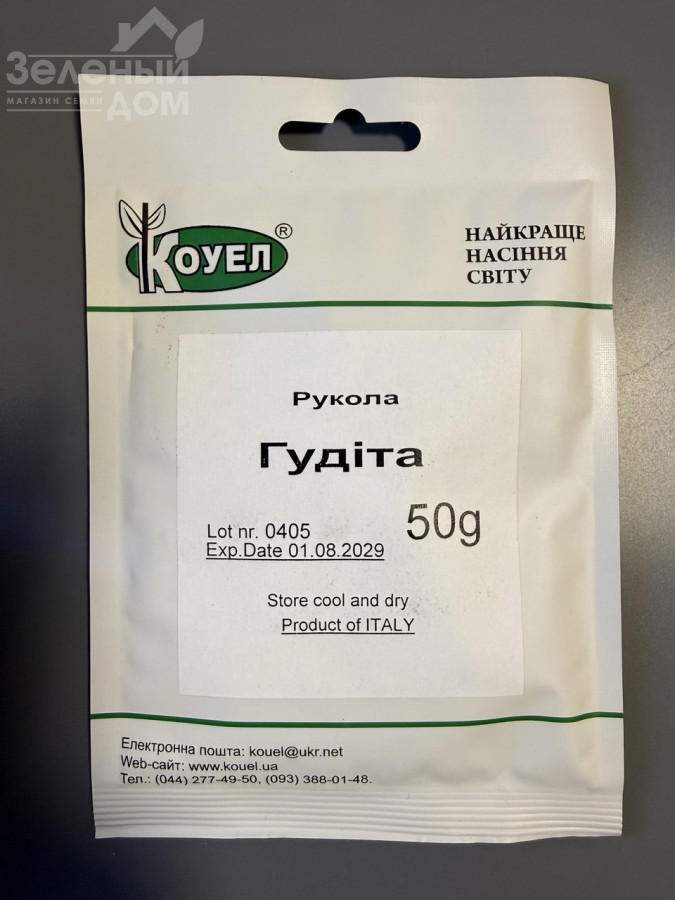 Зеленый
МАГАЗИН СЕМЯН
ДОМ
КОУЕЛ ®
НАЙКРАЩЕ
НАСІННЯ
СВІТУ
Рукола
Гудіта
Lot nr. 0405
50g
Exp.Date 01.08.2029
Store cool and dry
Product of ITALY
Електронна пошта: kouel@ukr.net
Web-сайт: www.kouel.ua
Тел.: (044) 277-49-50, (093) 388-01-48.